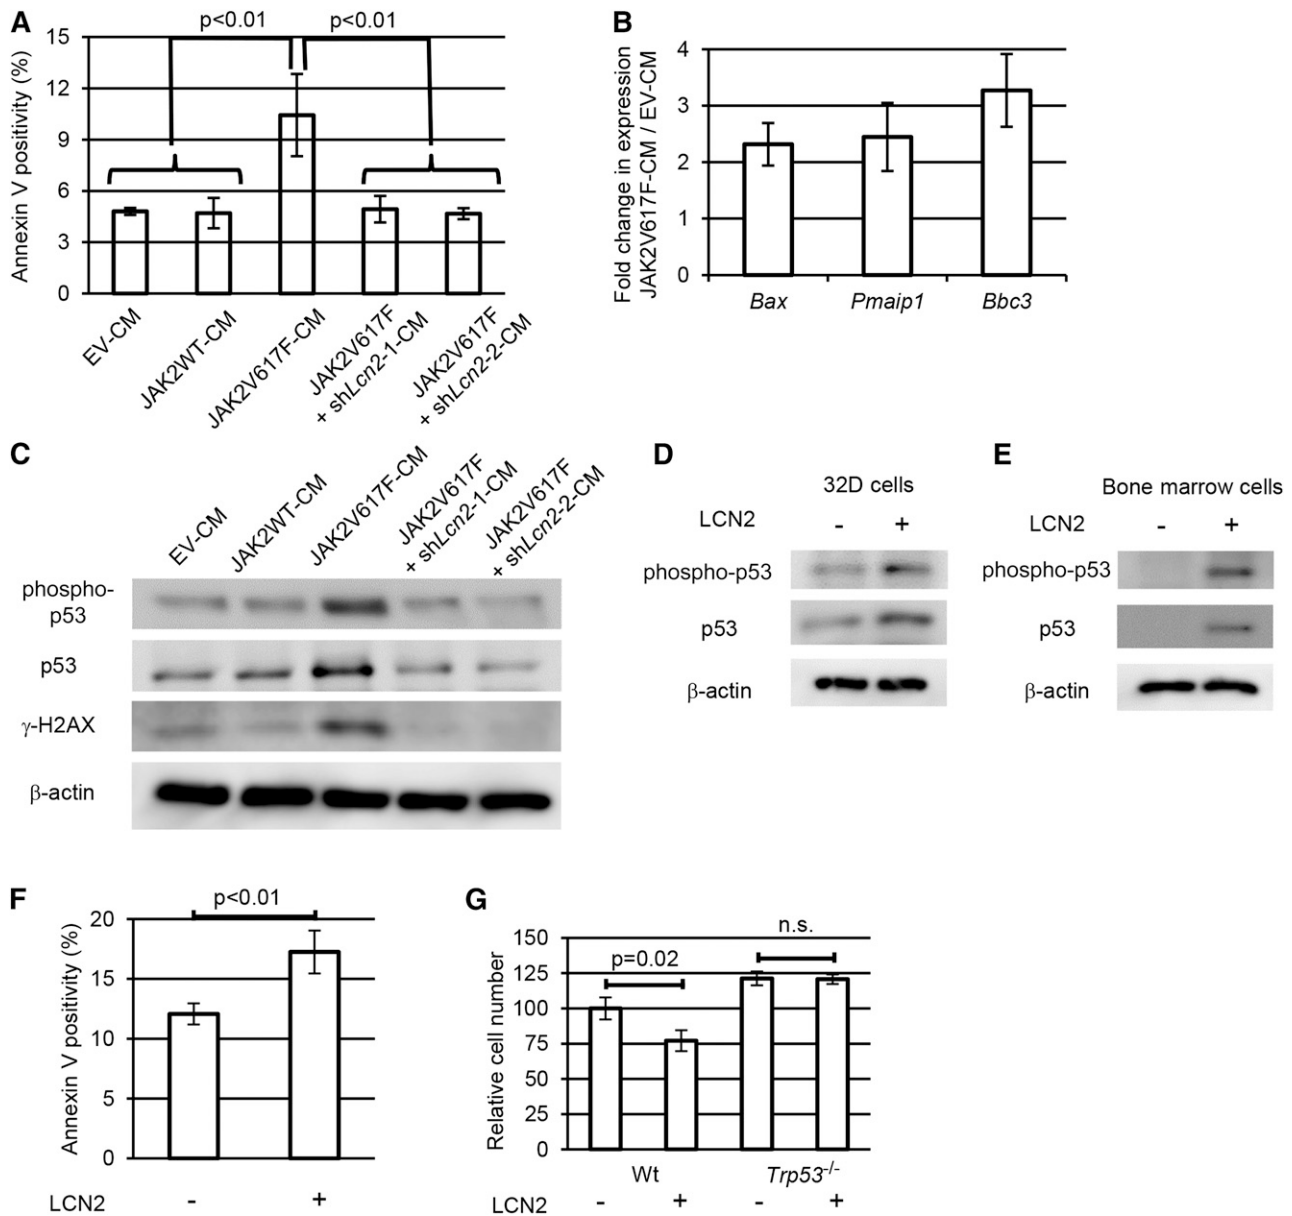 A
p<0.01
p<0.01
Annexin V positivity (%)
15
12
9
6
3
0
EV-CM
JAK2WT-CM
JAK2V617F-CM
JAK2V617F
+ shLcn2-1-CM
JAK2V617F
+ shLcn2-2-CM
B
Fold change in expression
JAK2V617F-CM / EV-CM
4
3
2
1
0
Bax
Pmaip1
Bbc3
C
EV-CM
JAK2WT-CM
JAK2V617F-CM
JAK2V617F
+ shLcn2-1-CM
JAK2V617F
+ shLcn2-2-CM
phospho-
p53
p53
γ-H2AX
β-actin
D
32D cells
LCN2 - +
phospho-p53
p53
β-actin
E
Bone marrow cells
LCN2 - +
phospho-p53
p53
β-actin
F
p<0.01
Annexin V positivity (%)
20
15
10
5
0
LCN2 - +
G
n.s.
p=0.02
Relative cell number
150
125
100
75
50
25
0
Wt
Trp53-/-
LCN2 - + - +